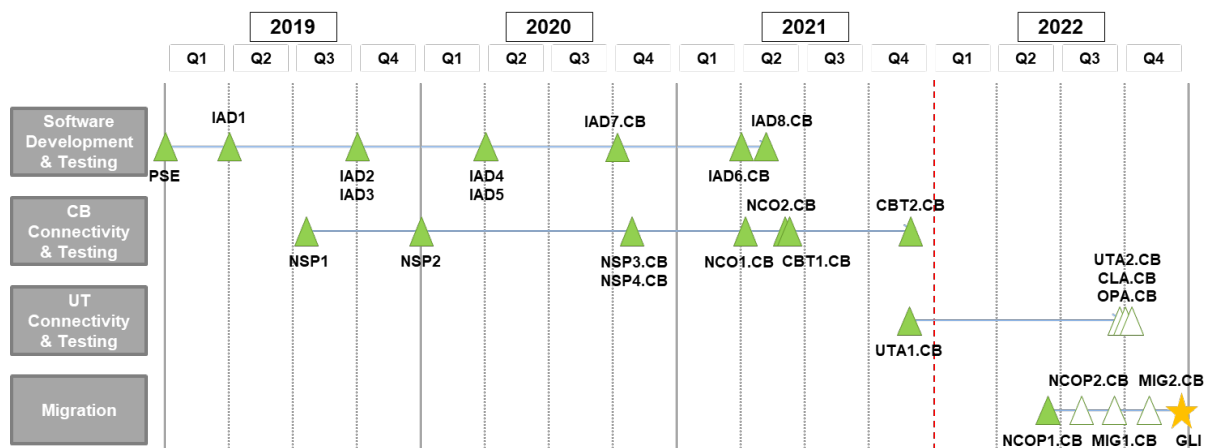 2019
2020
2021
2022
Q1 Q2 Q3 Q4 Q1 Q2 Q3 Q4 Q1 Q2 Q3 Q4 Q1 Q2 Q3 Q4
Software
Development
& Testing
IAD1
IAD7.CB
IAD8.CB
PSE
IAD2
IAD3
IAD4
IAD5
IAD6.CB
CB
Connectivity
& Testing
NCO2.CB
CBT2.CB
NSP1
NSP2
NSP3.CB
NSP4.CB
NCO1.CB
CBT1.CB
UT
Connectivity
& Testing
UTA2.CB
CLA.CB
OPA.CB
UTA1.CB
Migration
NCOP2.CB
MIG2.CB
NCOP1.CB
MIG1.CB
GLI